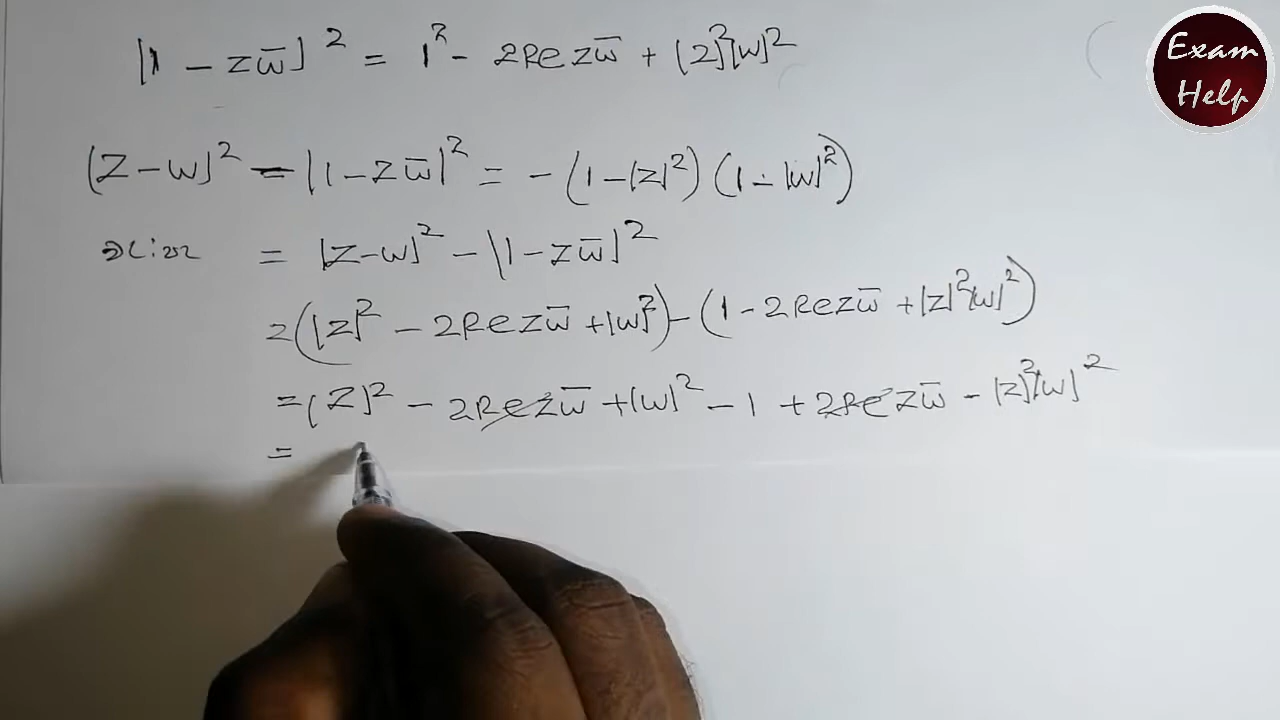 |1 - zw̅|² = 1² - 2Re zw̅ + |z|²|w|²
Exam
Help
|z - w|² - |1 - zw̅|² = -(1 - |z|²)(1 - |w|²)
= |z - w|² - |1 - zw̅|²
= (|z|² - 2Re zw̅ + |w|²) - (1 - 2Re zw̅ + |z|²|w|²)
= |z|² - 2Re zw̅ + |w|² - 1 + 2Re zw̅ - |z|²|w|²
=